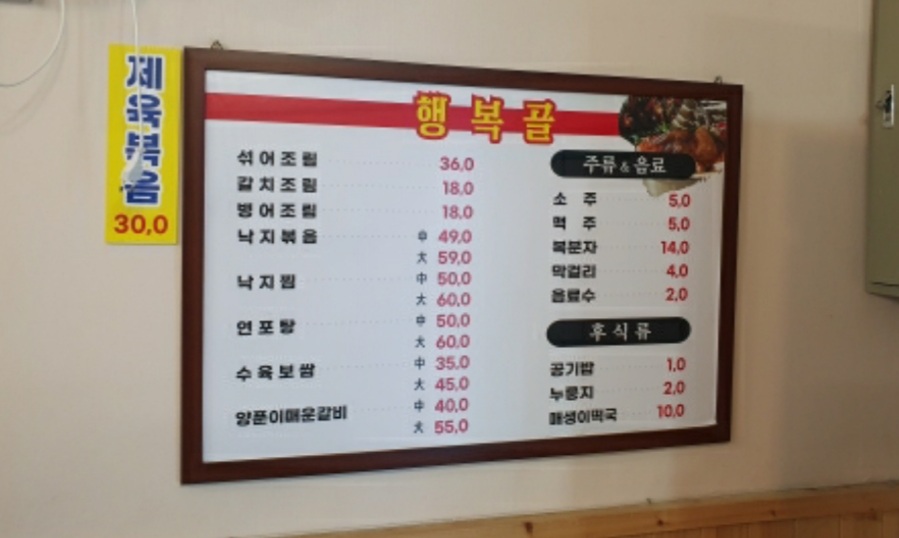 제육볶음
30,0
행복골
섞어조림 36,0
갈치조림 18,0
병어조림 18,0
낙지볶음 中 49,0
大 59,0
낙지찜 中 50,0
大 60,0
연포탕 中 50,0
大 60,0
수육보쌈 中 35,0
大 45,0
양푼이매운갈비 中 40,0
大 55,0
주류&음료
소주 5,0
맥주 5,0
복분자 14,0
막걸리 4,0
음료수 2,0
후식류
공기밥 1,0
누룽지 2,0
매생이떡국 10,0